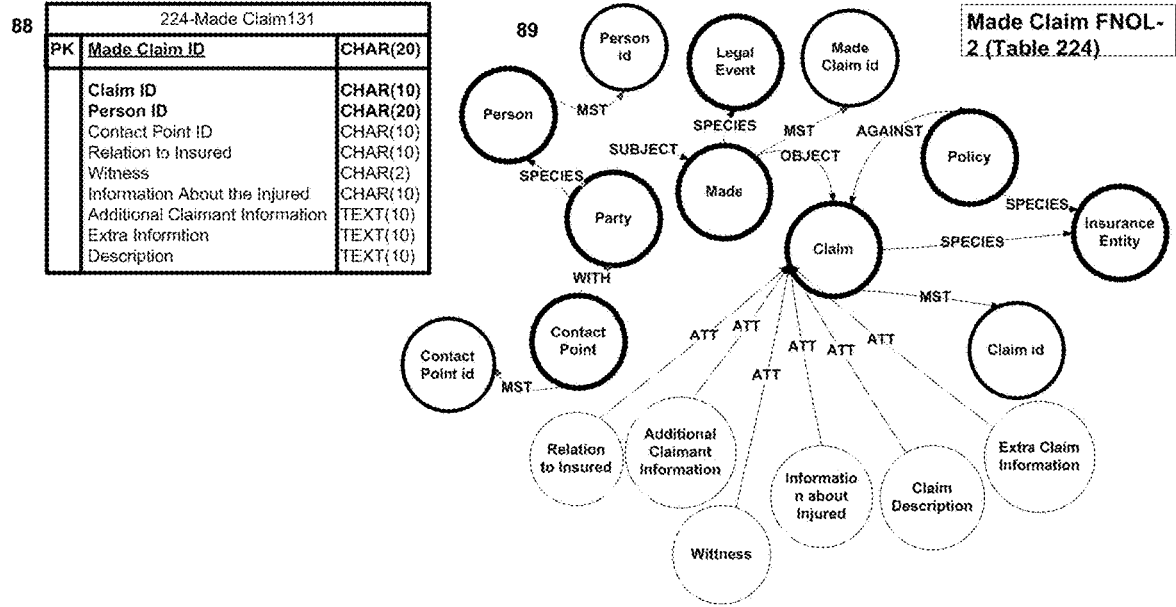 88
224-Made Claim131
PK Made Claim ID CHAR(20)
Claim ID CHAR(10)
Person ID CHAR(20)
Contact Point ID CHAR(10)
Relation to Insured CHAR(10)
Witness CHAR(2)
Information About the Injured CHAR(10)
Additional Claimant Information TEXT(10)
Extra Informtion TEXT(10)
Description TEXT(10)
89
Made Claim FNOL-
2 (Table 224)
Person
id
Legal
Event
Made
Claim id
Person
MST
SPECIES
MST
AGAINST
Policy
SUBJECT
OBJECT
Made
SPECIES
Party
SPECIES
Insurance
Entity
Claim
SPECIES
WITH
MST
Contact
Point
Contact
Point id
MST
Claim id
ATT
ATT
ATT
ATT
ATT
ATT
Relation
to Insured
Additional
Claimant
Information
Informatio
n about
Injured
Claim
Description
Extra Claim
Information
Wittness